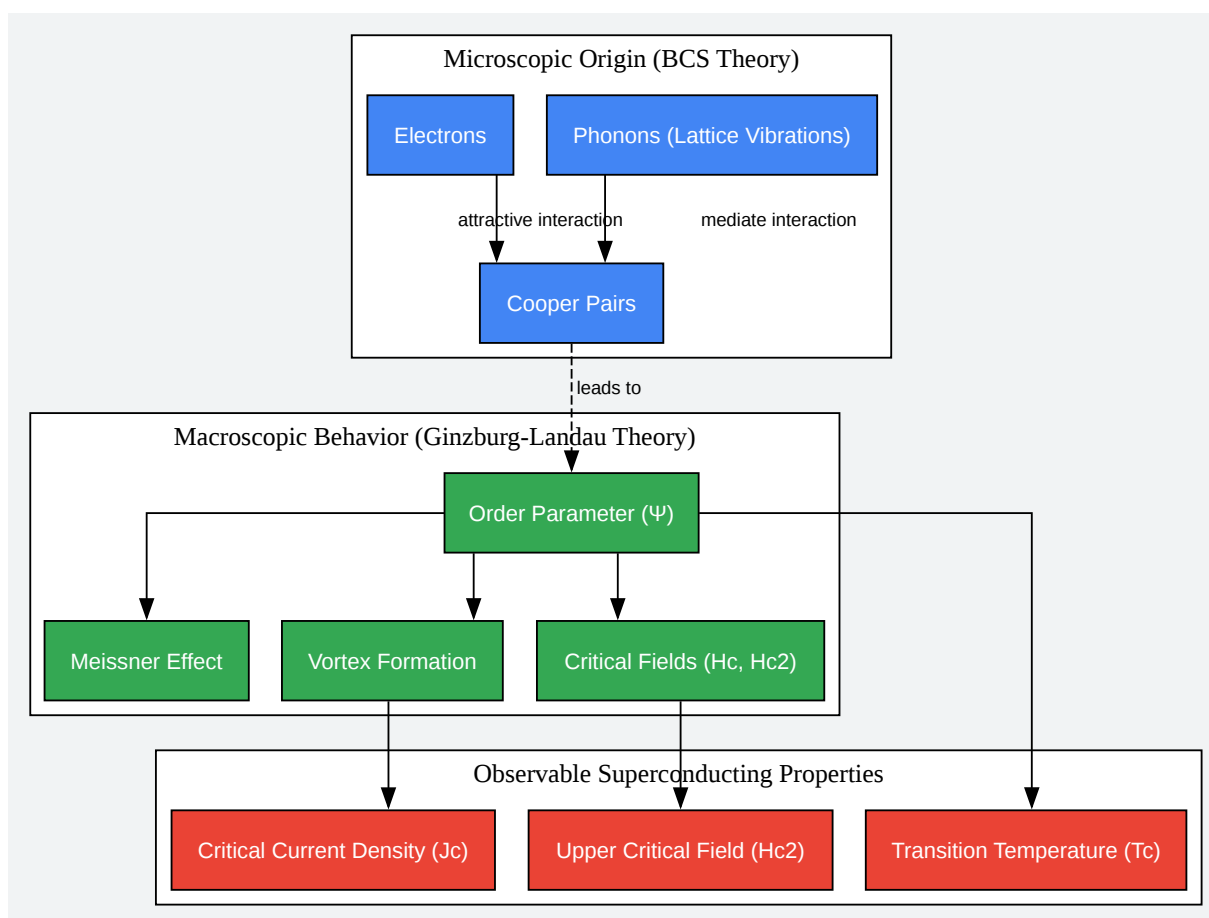 Microscopic Origin (BCS Theory)
Electrons
Phonons (Lattice Vibrations)
attractive interaction
mediate interaction
Cooper Pairs
leads to
Macroscopic Behavior (Ginzburg-Landau Theory)
Order Parameter (Ψ)
Meissner Effect
Vortex Formation
Critical Fields (Hc, Hc2)
Observable Superconducting Properties
Critical Current Density (Jc)
Upper Critical Field (Hc2)
Transition Temperature (Tc)